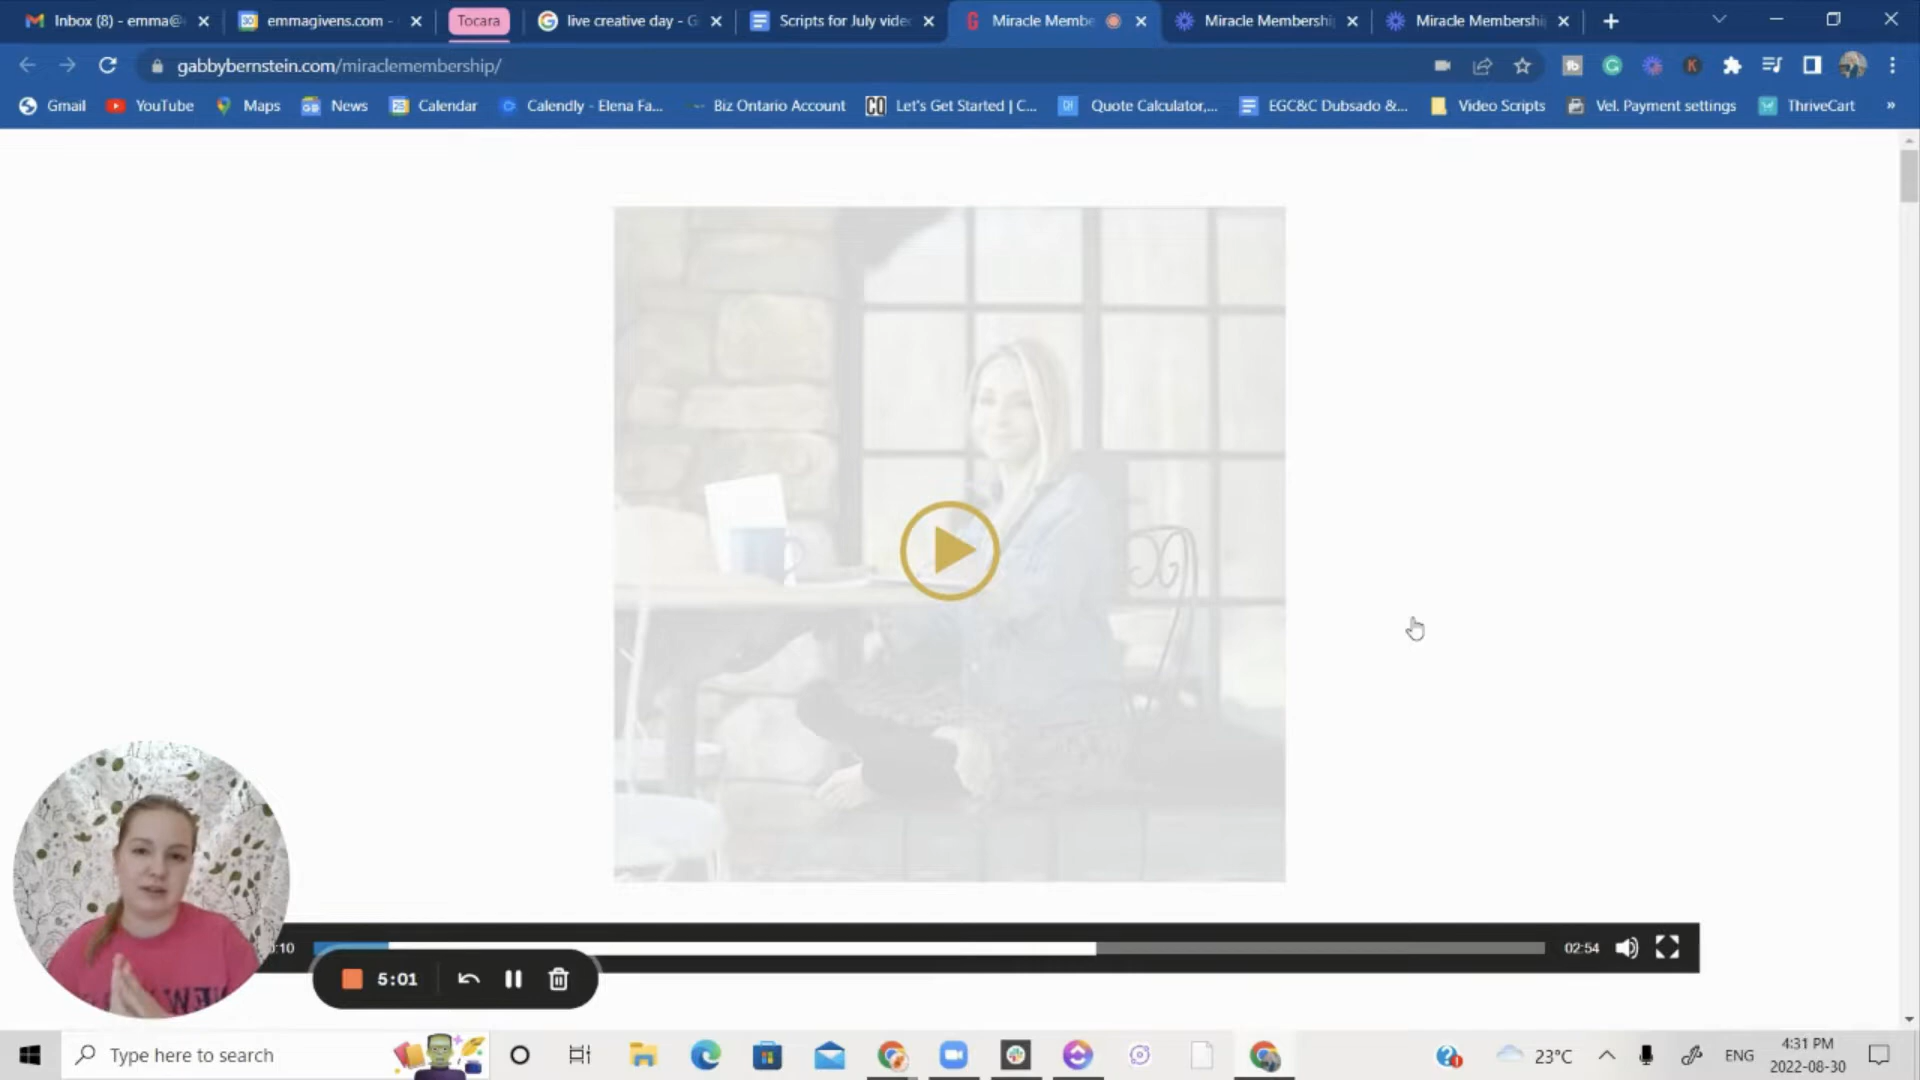 Inbox (8) - emma@
emmagivens.com -
Tocara
live creative day - G
Scripts for July vide
Miracle Membe
Miracle Membershi
Miracle Membershi
gabbybernstein.com/miraclemembership/
Gmail
YouTube
Maps
News
Calendar
Calendly - Elena Fa...
Biz Ontario Account
Let's Get Started | C...
Quote Calculator,...
EGC&C Dubsado &...
Video Scripts
Vel. Payment settings
ThriveCart
»
:10
02:54
5:01
Type here to search
23°C
ENG
4:31 PM
2022-08-30